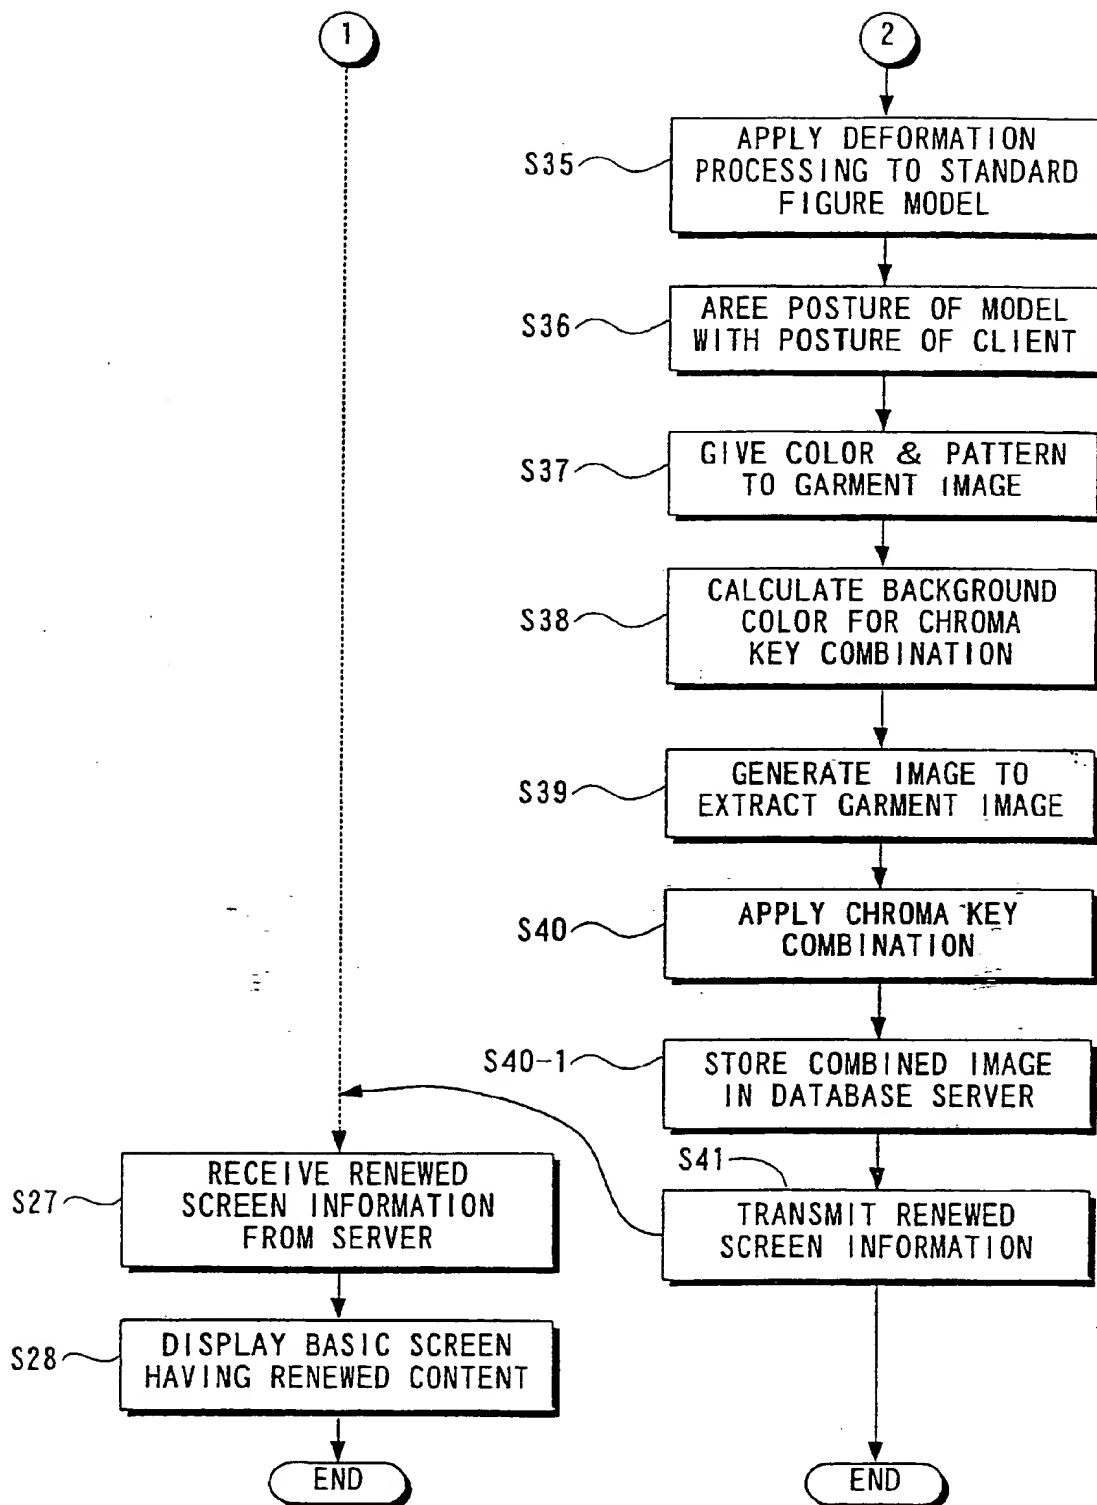 1
2
S35
APPLY DEFORMATION
PROCESSING TO STANDARD
FIGURE MODEL
S36
AREE POSTURE OF MODEL
WITH POSTURE OF CLIENT
S37
GIVE COLOR & PATTERN
TO GARMENT IMAGE
S38
CALCULATE BACKGROUND
COLOR FOR CHROMA
KEY COMBINATION
S39
GENERATE IMAGE TO
EXTRACT GARMENT IMAGE
S40
APPLY CHROMA KEY
COMBINATION
S40-1
STORE COMBINED IMAGE
IN DATABASE SERVER
S41
TRANSMIT RENEWED
SCREEN INFORMATION
S27
RECEIVE RENEWED
SCREEN INFORMATION
FROM SERVER
S28
DISPLAY BASIC SCREEN
HAVING RENEWED CONTENT
END
END